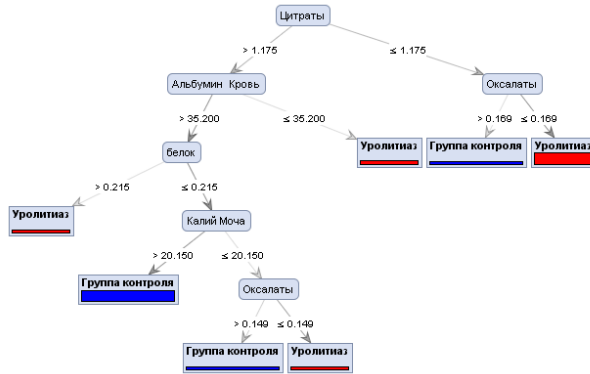 Цитраты
> 1.175
≤ 1.175
Альбумин Кровь
Оксалаты
> 35.200
≤ 35.200
> 0.169
≤ 0.169
белок
Уролитиаз
Группа контроля
Уролитиаз
> 0.215
≤ 0.215
Уролитиаз
Калий Моча
> 20.150
≤ 20.150
Группа контроля
Оксалаты
> 0.149
≤ 0.149
Группа контроля
Уролитиаз